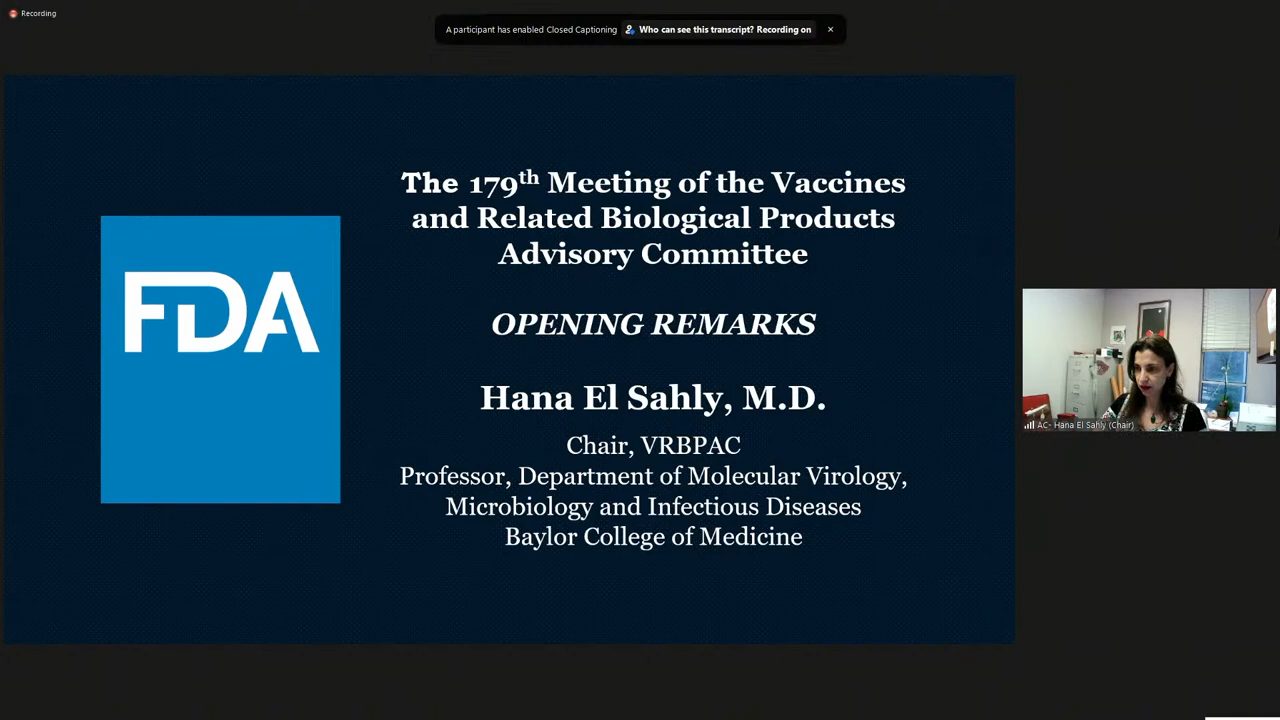 Recording
A participant has enabled Closed Captioning Who can see this transcript? Recording on ×
The 179th Meeting of the Vaccines
and Related Biological Products
Advisory Committee
FDA
OPENING REMARKS
Hana El Sahly, M.D.
Chair, VRBPAC
Professor, Department of Molecular Virology,
Microbiology and Infectious Diseases
Baylor College of Medicine
AC- Hana El Sahly (Chair)